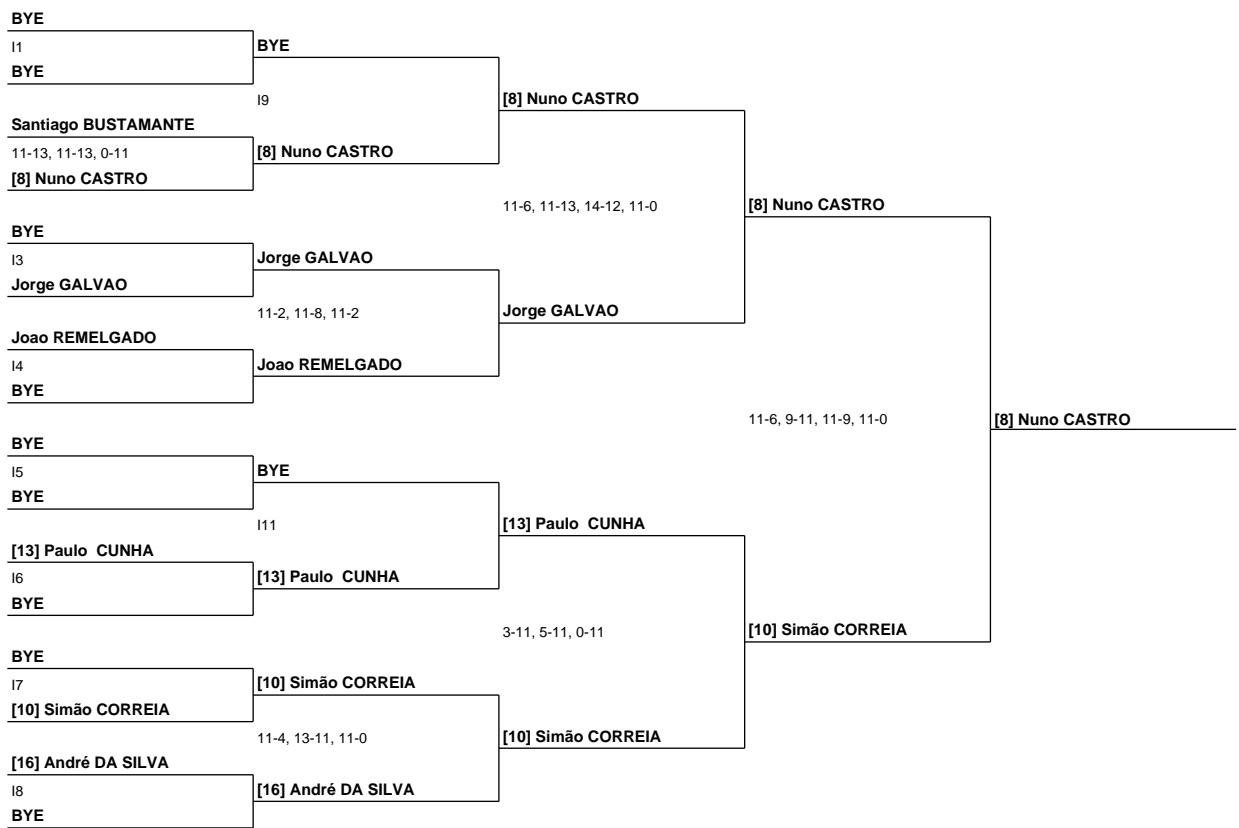 BYE
I1
BYE
BYE
I9
[8] Nuno CASTRO
Santiago BUSTAMANTE
11-13, 11-13, 0-11
[8] Nuno CASTRO
[8] Nuno CASTRO
11-6, 11-13, 14-12, 11-0
[8] Nuno CASTRO
BYE
I3
Jorge GALVAO
Jorge GALVAO
11-2, 11-8, 11-2
Jorge GALVAO
Joao REMELGADO
I4
Joao REMELGADO
BYE
11-6, 9-11, 11-9, 11-0
[8] Nuno CASTRO
BYE
I5
BYE
BYE
I11
[13] Paulo  CUNHA
[13] Paulo  CUNHA
I6
[13] Paulo  CUNHA
BYE
3-11, 5-11, 0-11
[10] Simão CORREIA
BYE
I7
[10] Simão CORREIA
[10] Simão CORREIA
11-4, 13-11, 11-0
[10] Simão CORREIA
[16] André DA SILVA
I8
[16] André DA SILVA
BYE